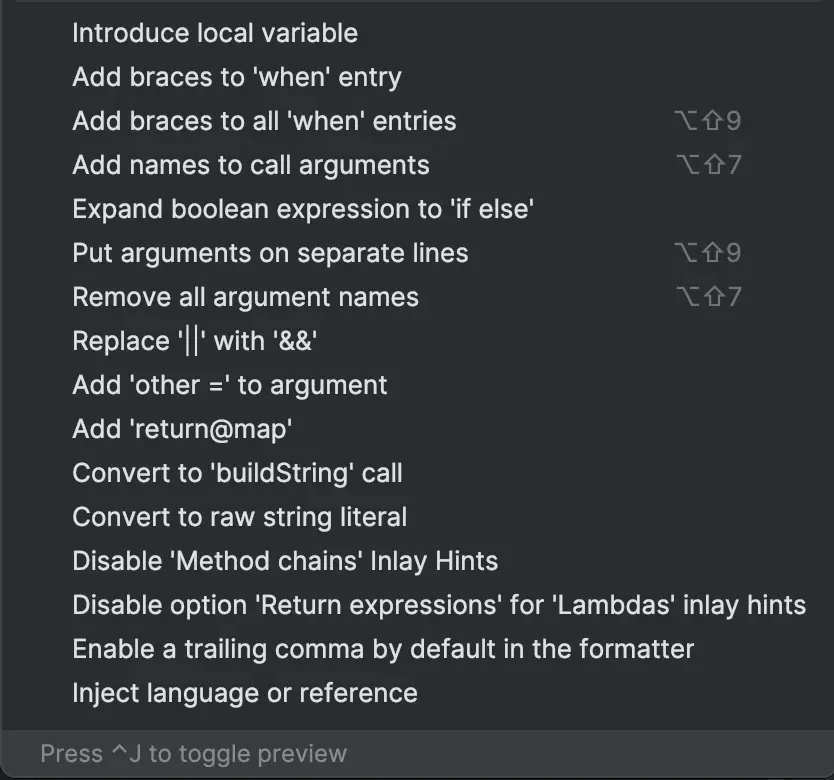 Introduce local variable
Add braces to 'when' entry
Add braces to all 'when' entries ⌥⇧9
Add names to call arguments ⌥⇧7
Expand boolean expression to 'if else'
Put arguments on separate lines ⌥⇧9
Remove all argument names ⌥⇧7
Replace '||' with '&&'
Add 'other =' to argument
Add 'return@map'
Convert to 'buildString' call
Convert to raw string literal
Disable 'Method chains' Inlay Hints
Disable option 'Return expressions' for 'Lambdas' inlay hints
Enable a trailing comma by default in the formatter
Inject language or reference
Press ^J to toggle preview